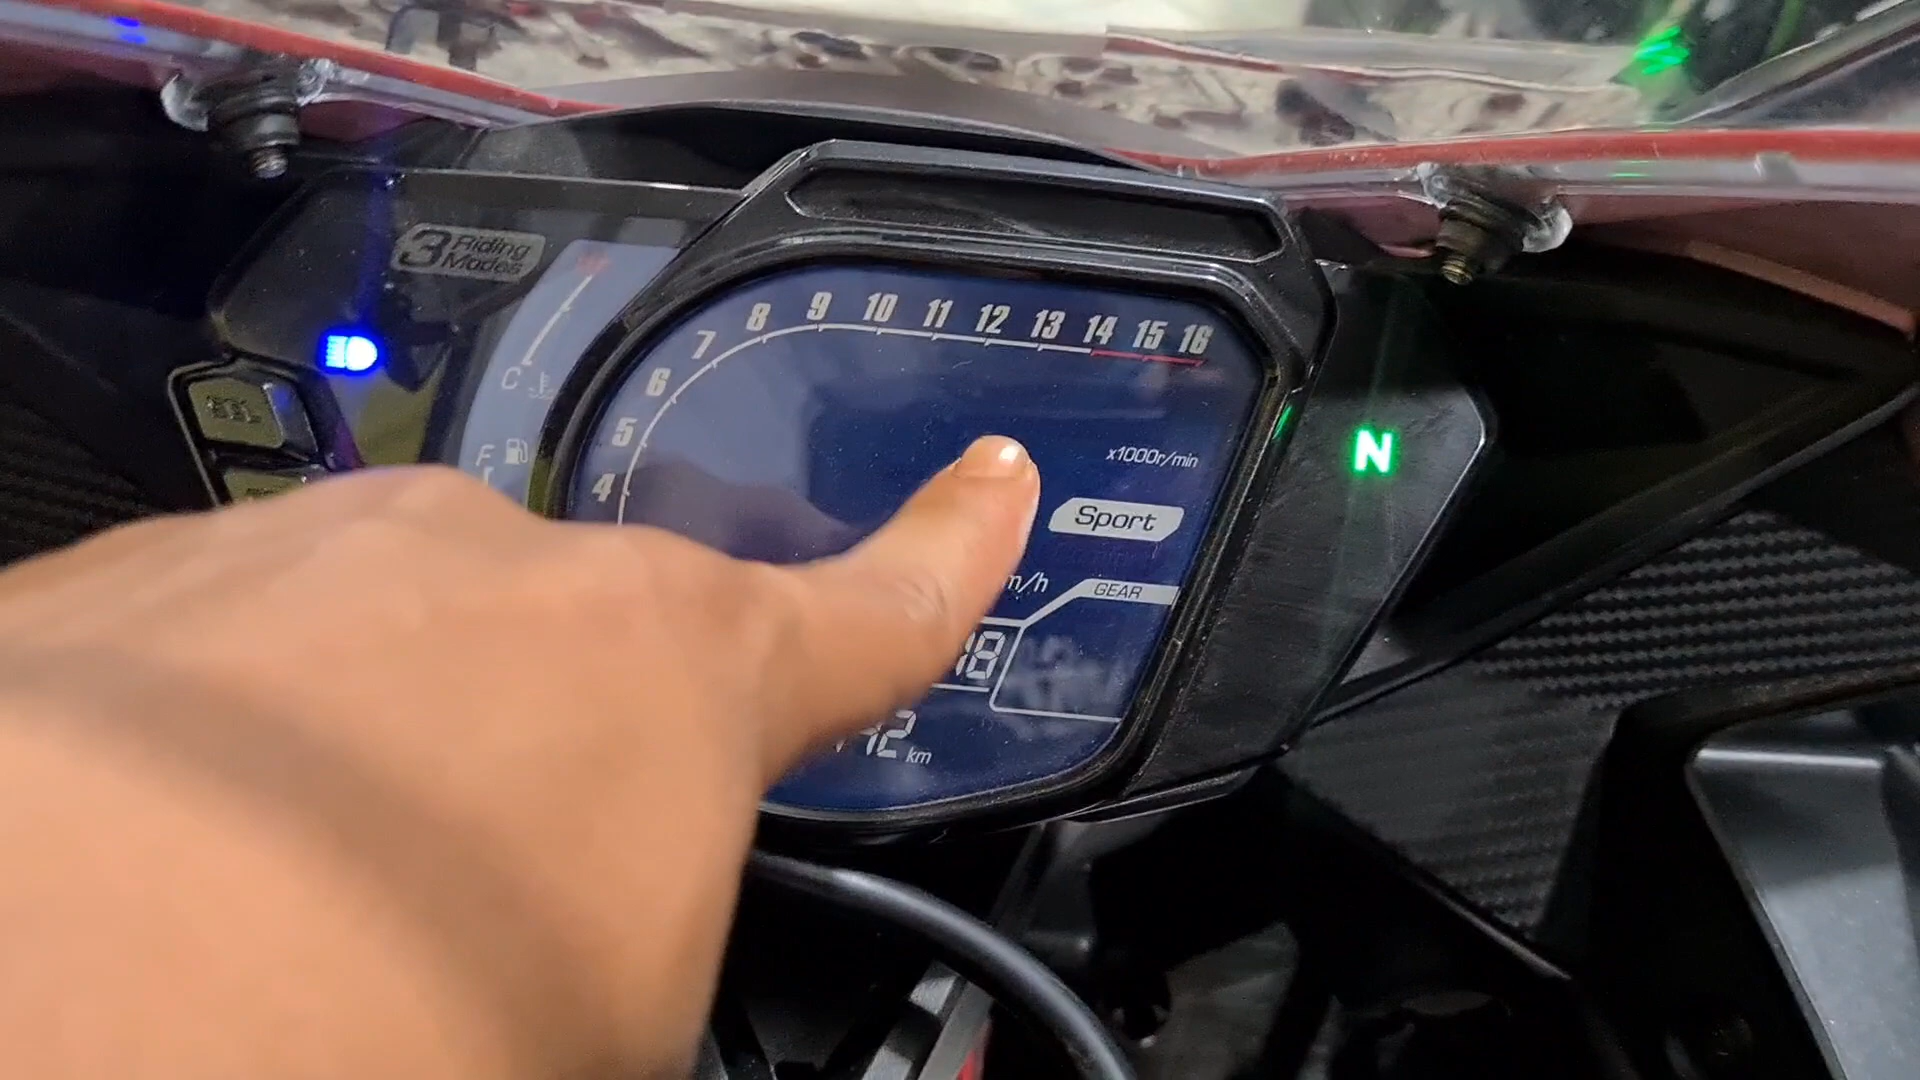 3 Riding
Modes
8 9 10 11 12 13 14 15 16
7
6
5
4
C
F
x1000r/min
N
Sport
m/h
GEAR
km